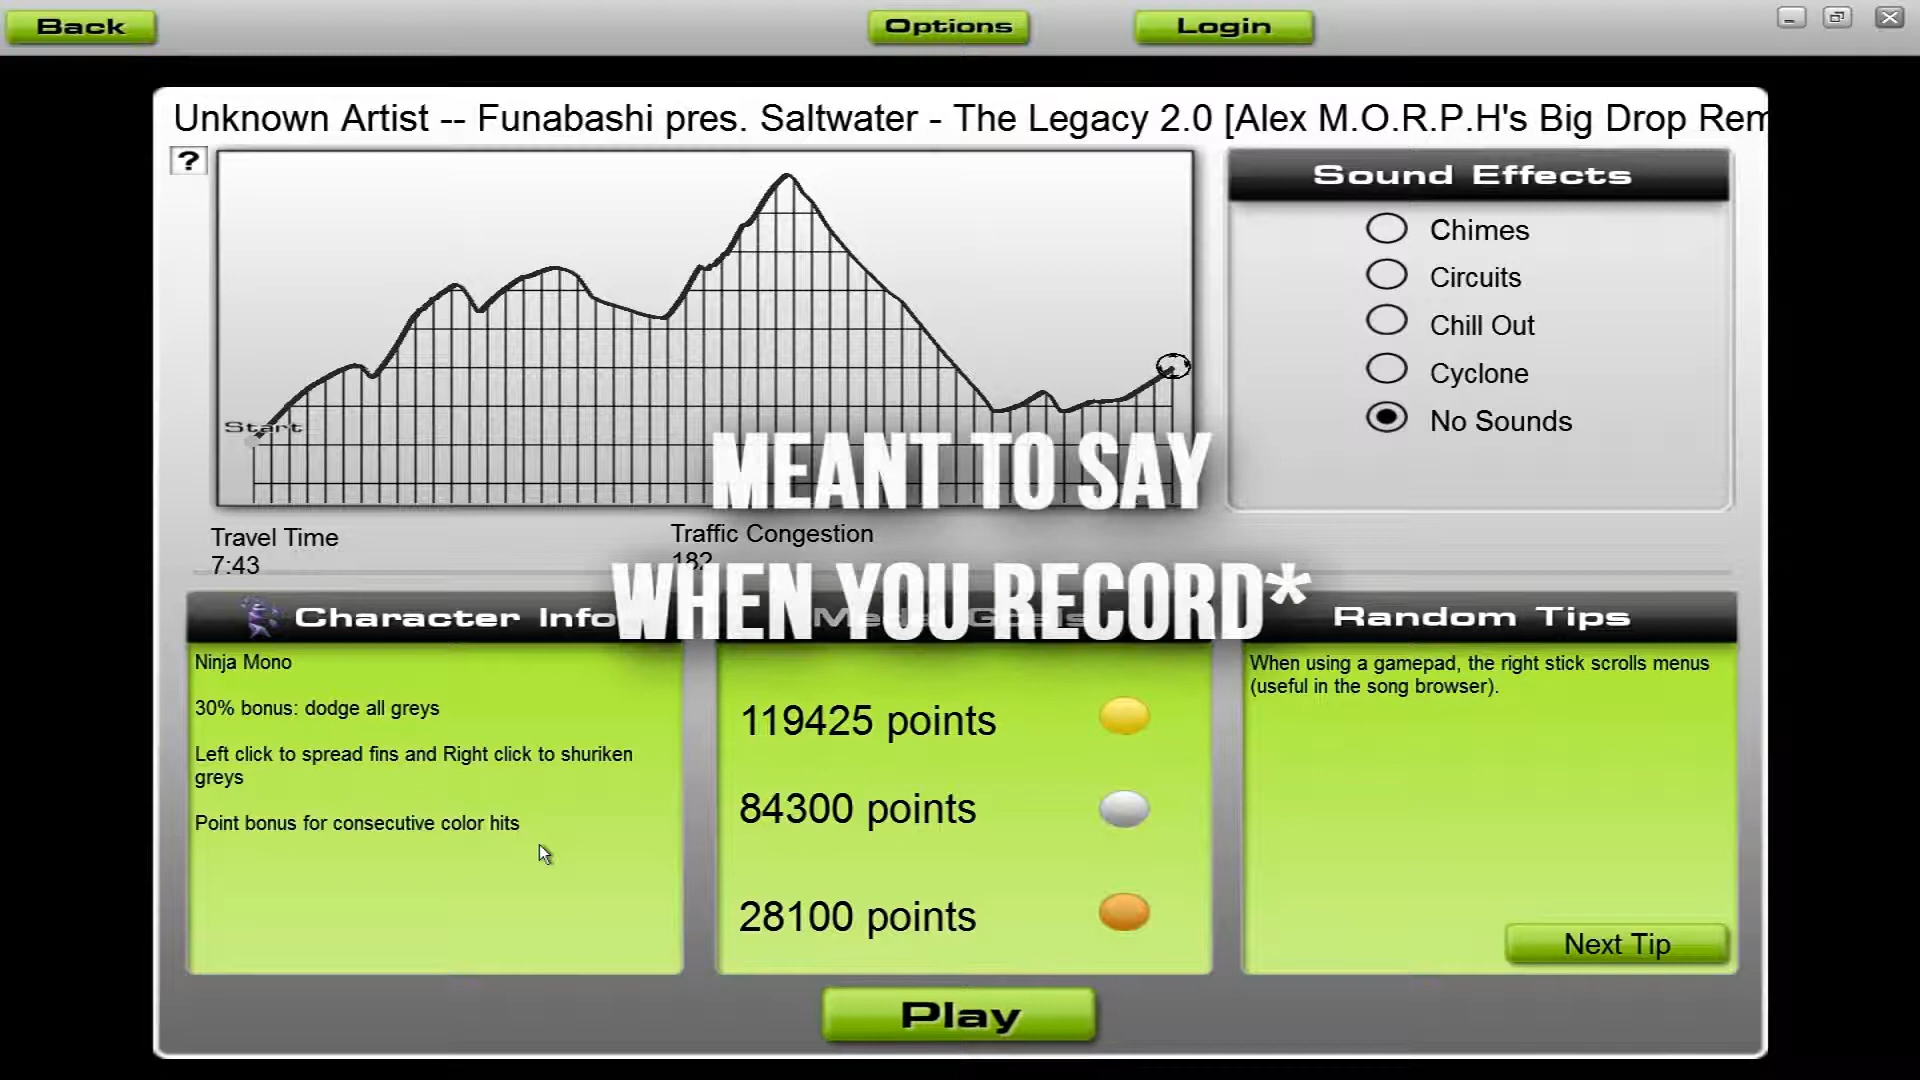 Back
Options
Login
Unknown Artist -- Funabashi pres. Saltwater - The Legacy 2.0 [Alex M.O.R.P.H's Big Drop Rem
?
Start
Sound Effects
Chimes
Circuits
Chill Out
Cyclone
No Sounds
MEANT TO SAY
WHEN YOU RECORD*
Travel Time
7:43
Traffic Congestion
182
Character Info
Ninja Mono
30% bonus: dodge all greys
Left click to spread fins and Right click to shuriken
greys
Point bonus for consecutive color hits
Medal Goals
119425 points
84300 points
28100 points
Random Tips
When using a gamepad, the right stick scrolls menus
(useful in the song browser).
Next Tip
Play